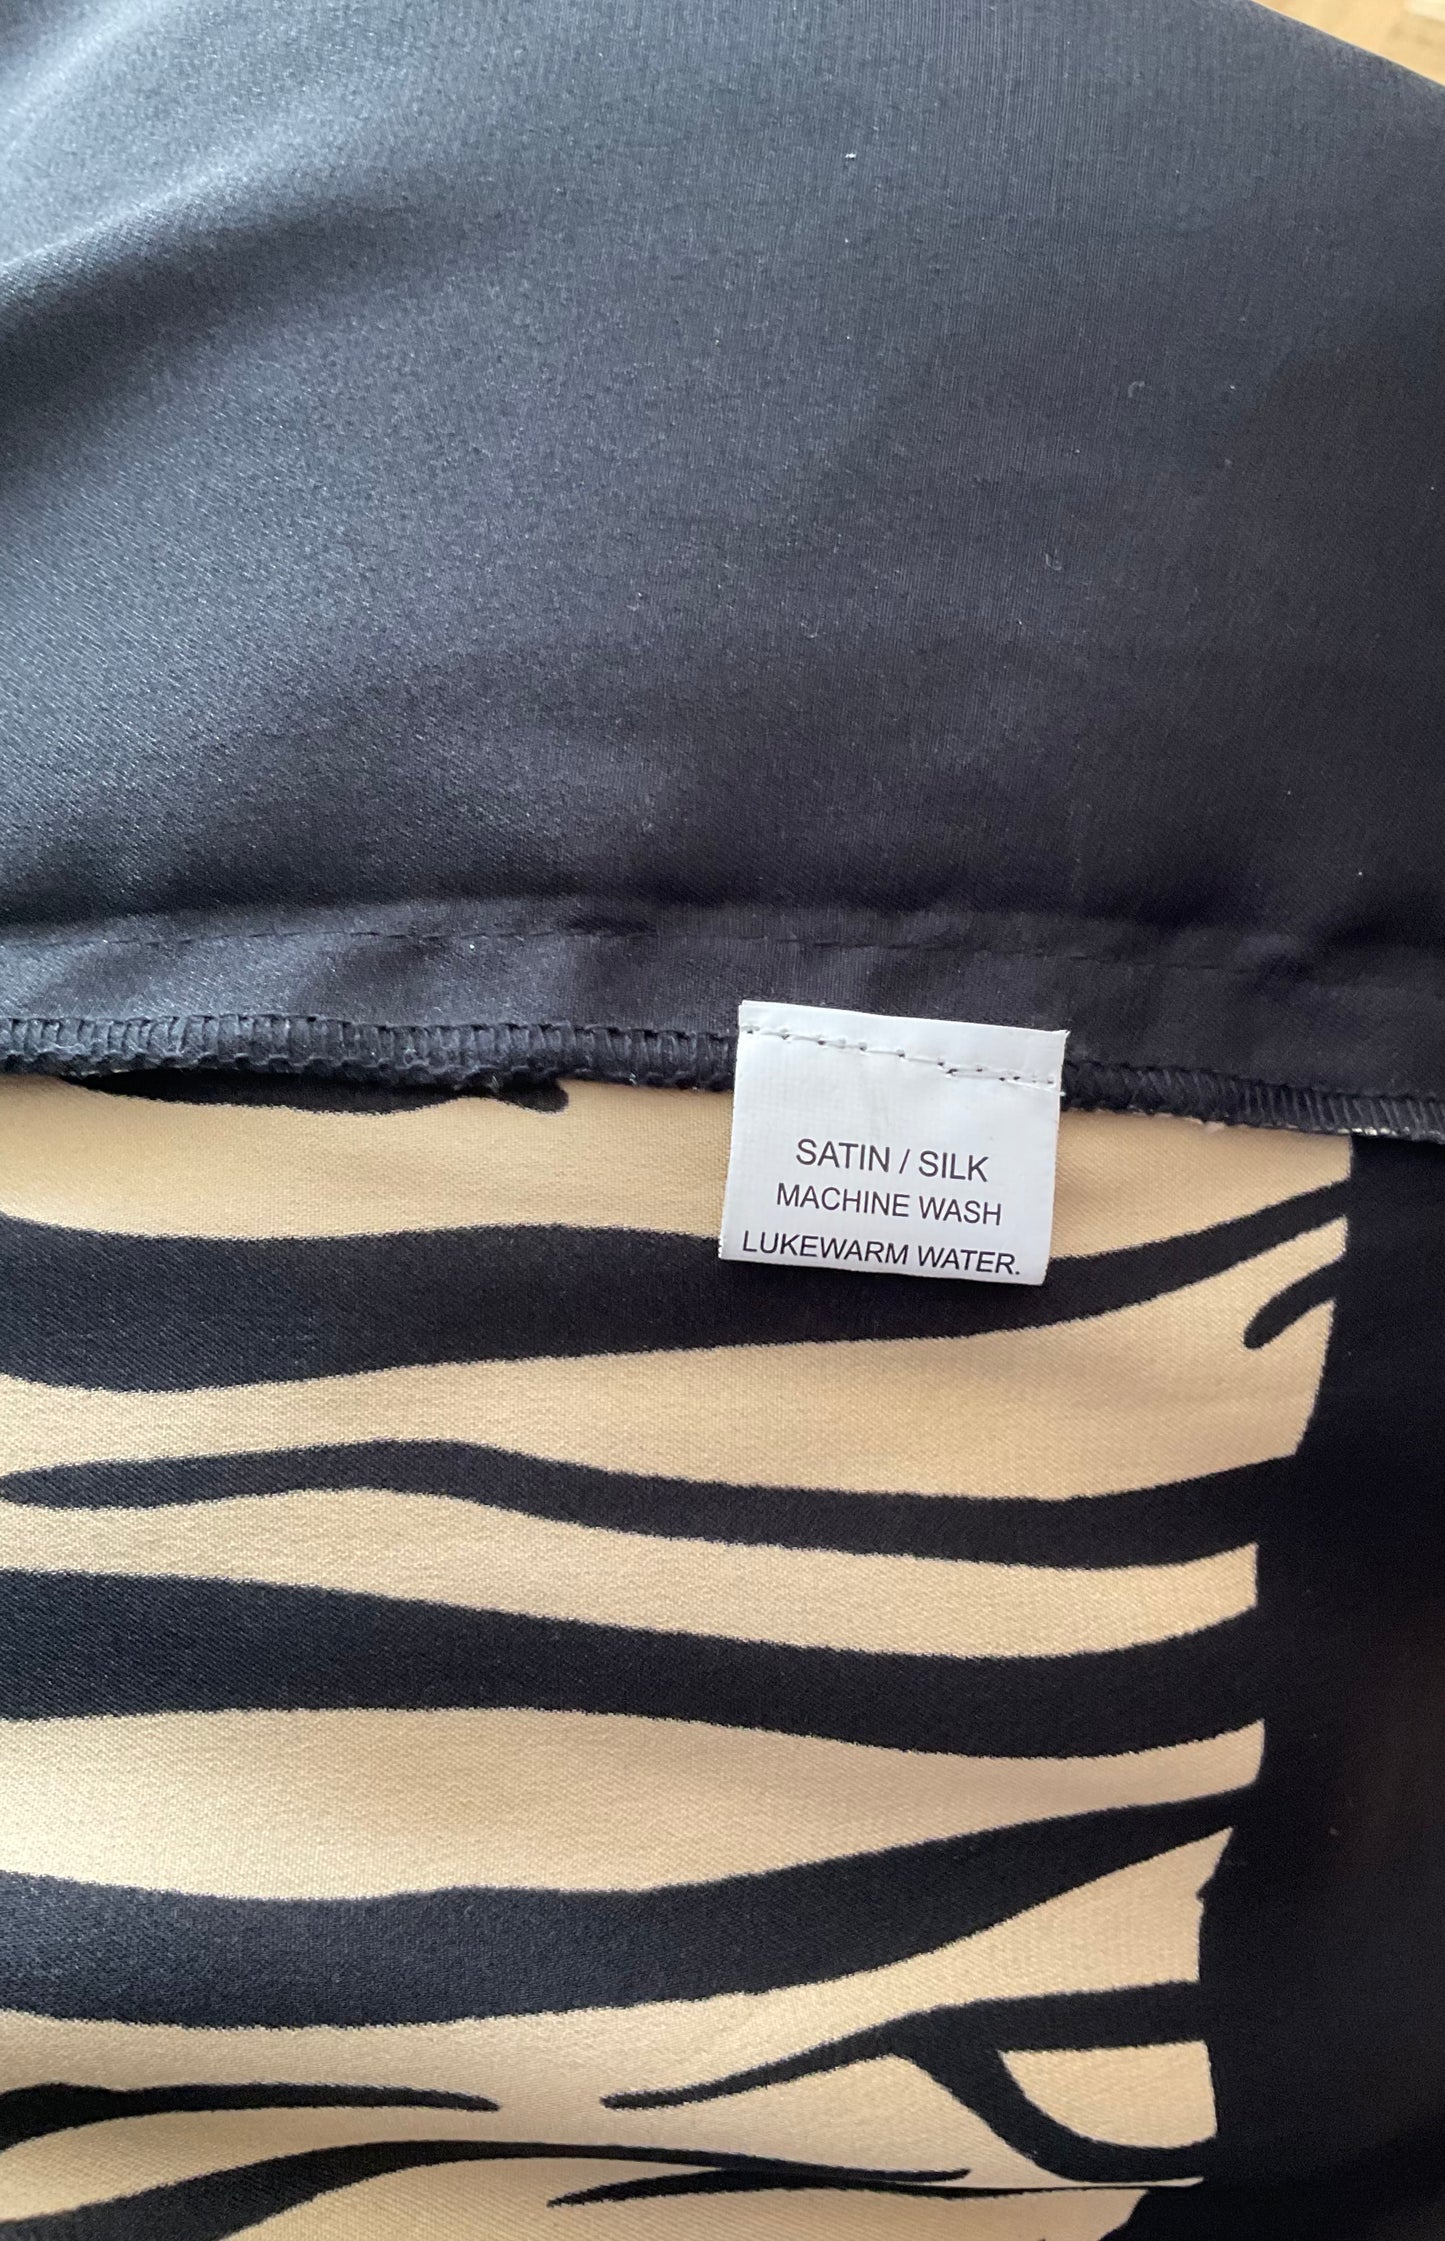 SATIN / SILK
MACHINE WASH
LUKEWARM WATER.